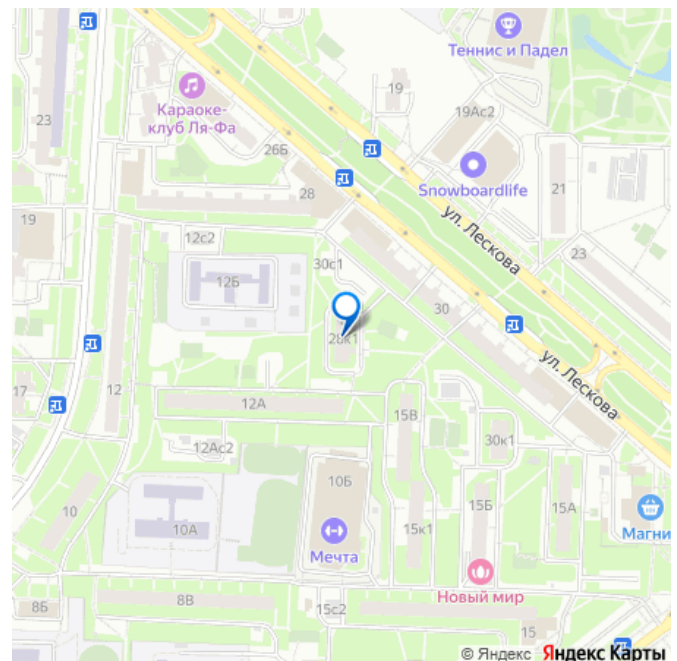 Теннис и Падел
19
Караоке-
клуб Ля-Фа
19Ас2
23
26Б
Snowboardlife
28
21
ул. Лескова
19
12с2
30с1
23
12Б
30
28к1
ул. Лескова
17
12
12А
15В
30к1
12Ас2
10Б
15Б
15А
10
10А
15к1
Магни
Мечта
Новый мир
8Б
8В
15с2
15
© Яндекс Яндекс Карты